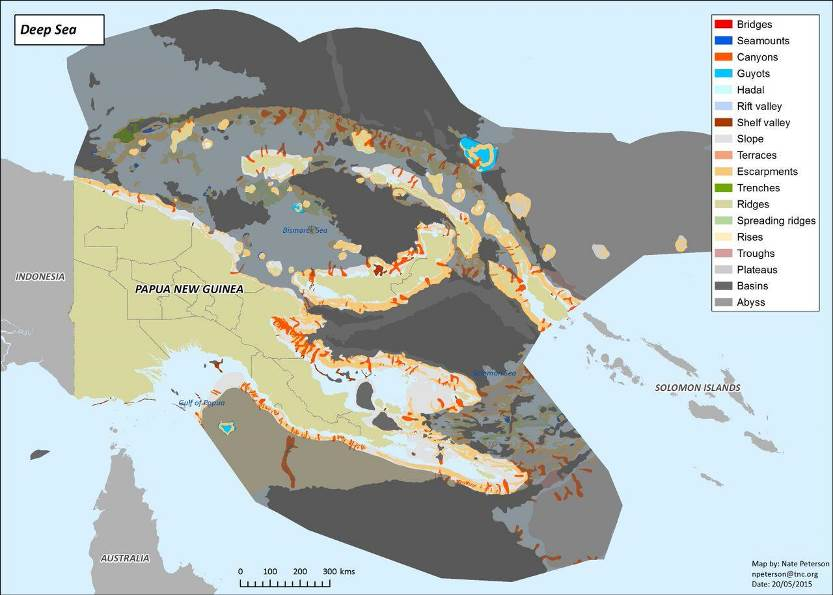 Deep Sea
Bridges
Seamounts
Canyons
Guyots
Hadal
Rift valley
Shelf valley
Slope
Terraces
Escarpments
Trenches
Ridges
Spreading ridges
Rises
Troughs
Plateaus
Basins
Abyss
Bismarck Sea
INDONESIA
PAPUA NEW GUINEA
Solomon Sea
SOLOMON ISLANDS
Gulf of Papua
AUSTRALIA
0 100 200 300 kms
Map by: Nate Peterson
npeterson@tnc.org
Date: 20/05/2015